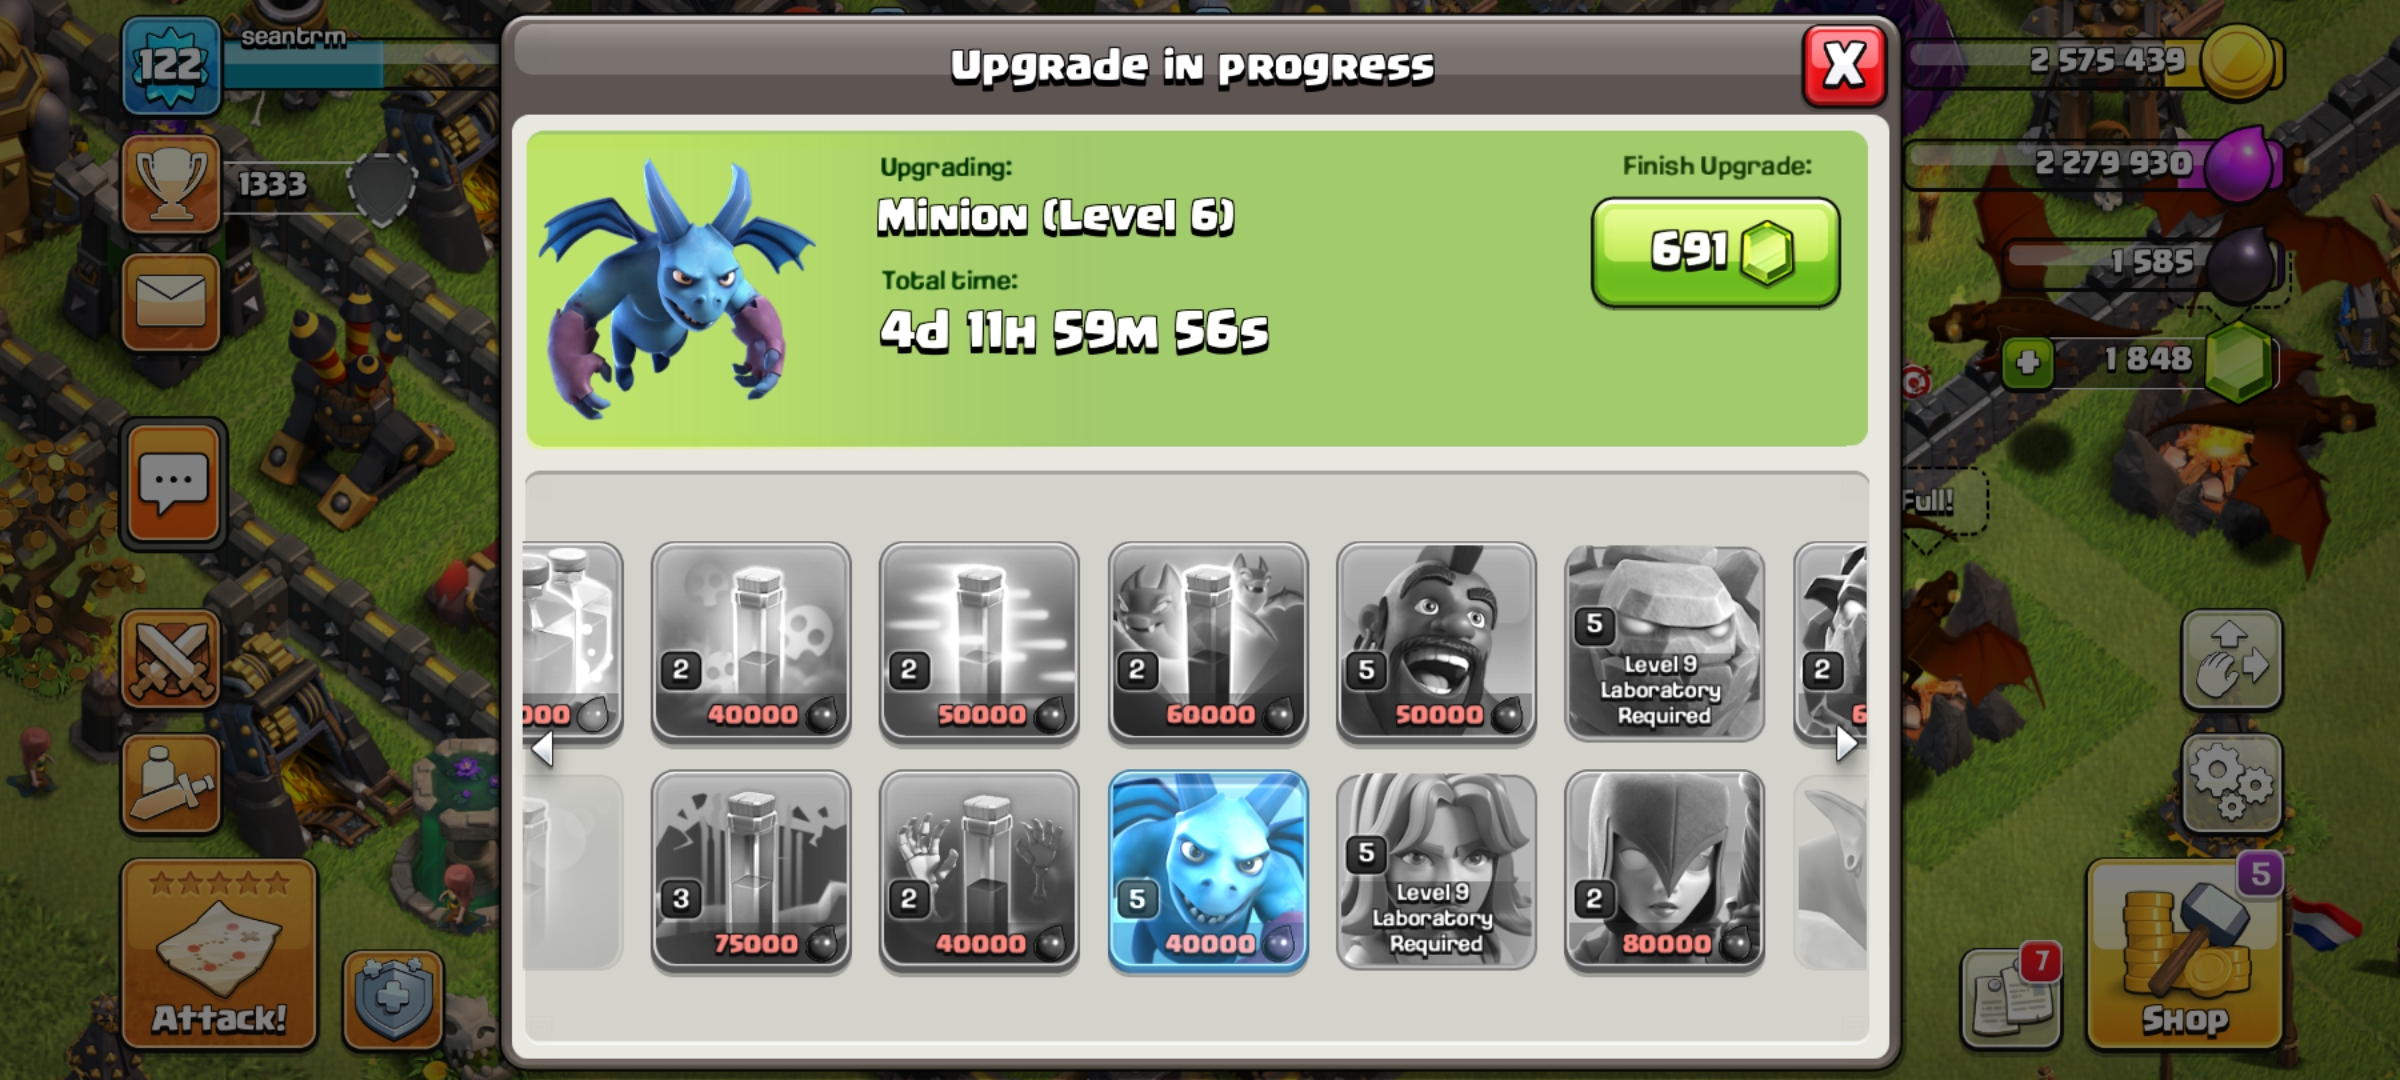 122
seantrm
Upgrade in progress
X
2 575 439
Upgrading:
Finish Upgrade:
2 279 930
1333
Minion (Level 6)
691
1 585
Total time:
4d 11H 59M 56s
1 848
Full!
2
40000
2
50000
2
60000
5
50000
5
Level 9
Laboratory
Required
2
3
75000
2
40000
5
40000
5
Level 9
Laboratory
Required
2
80000
5
7
Attack!
Shop